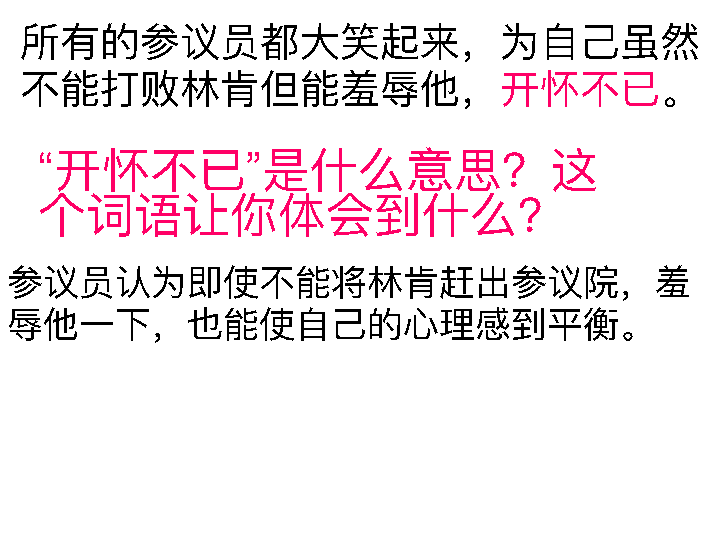 所有的参议员都大笑起来，为自己虽然
不能打败林肯但能羞辱他，开怀不已。
“开怀不已”是什么意思？这
个词语让你体会到什么？
参议员认为即使不能将林肯赶出参议院，羞
辱他一下，也能使自己的心理感到平衡。